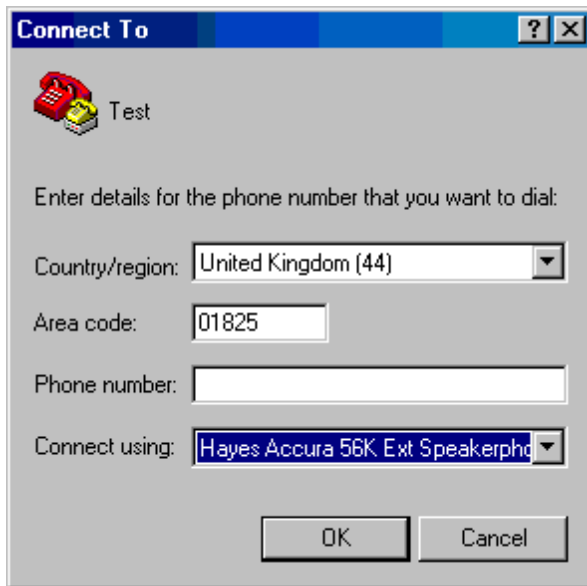 Connect To
Test
Enter details for the phone number that you want to dial:
Country/region: United Kingdom (44)
Area code: 01825
Phone number:
Connect using: Hayes Accura 56K Ext Speakerpho
OK Cancel